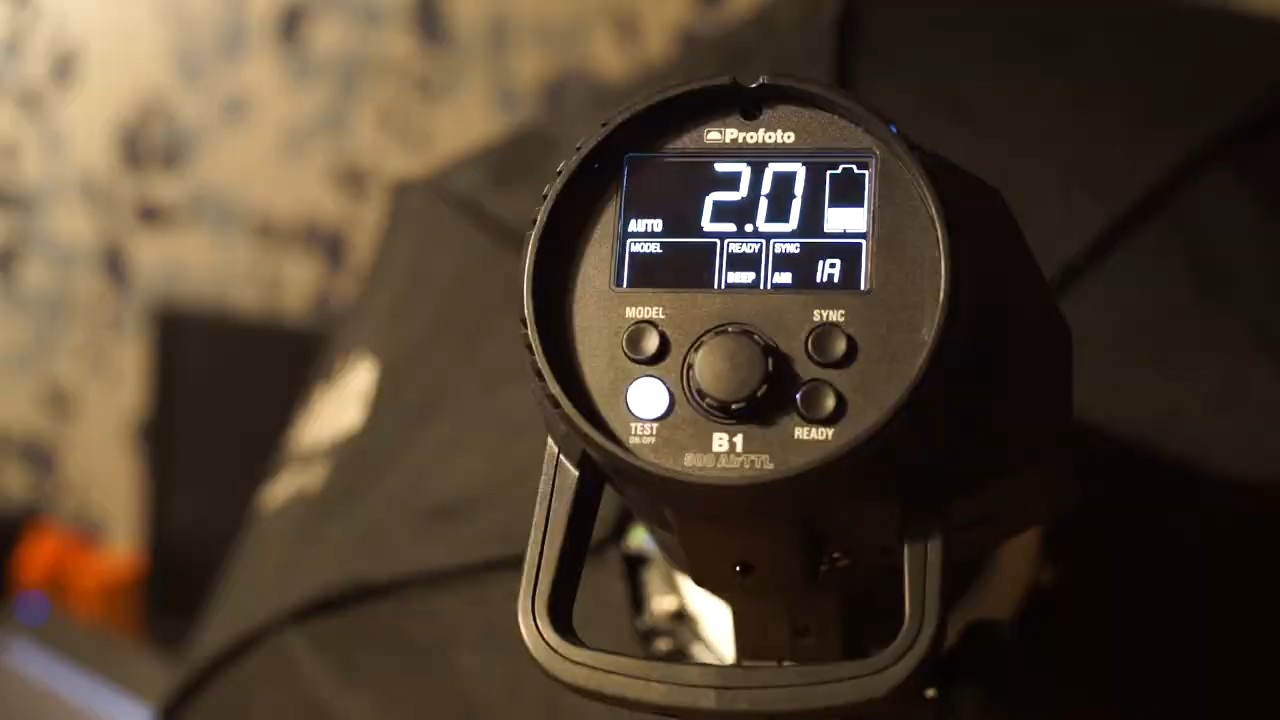 Profoto
2.0
AUTO
MODEL READY SYNC
BEEP AIR 1A
MODEL SYNC
TEST
ON/OFF
READY
B1
500 AirTTL